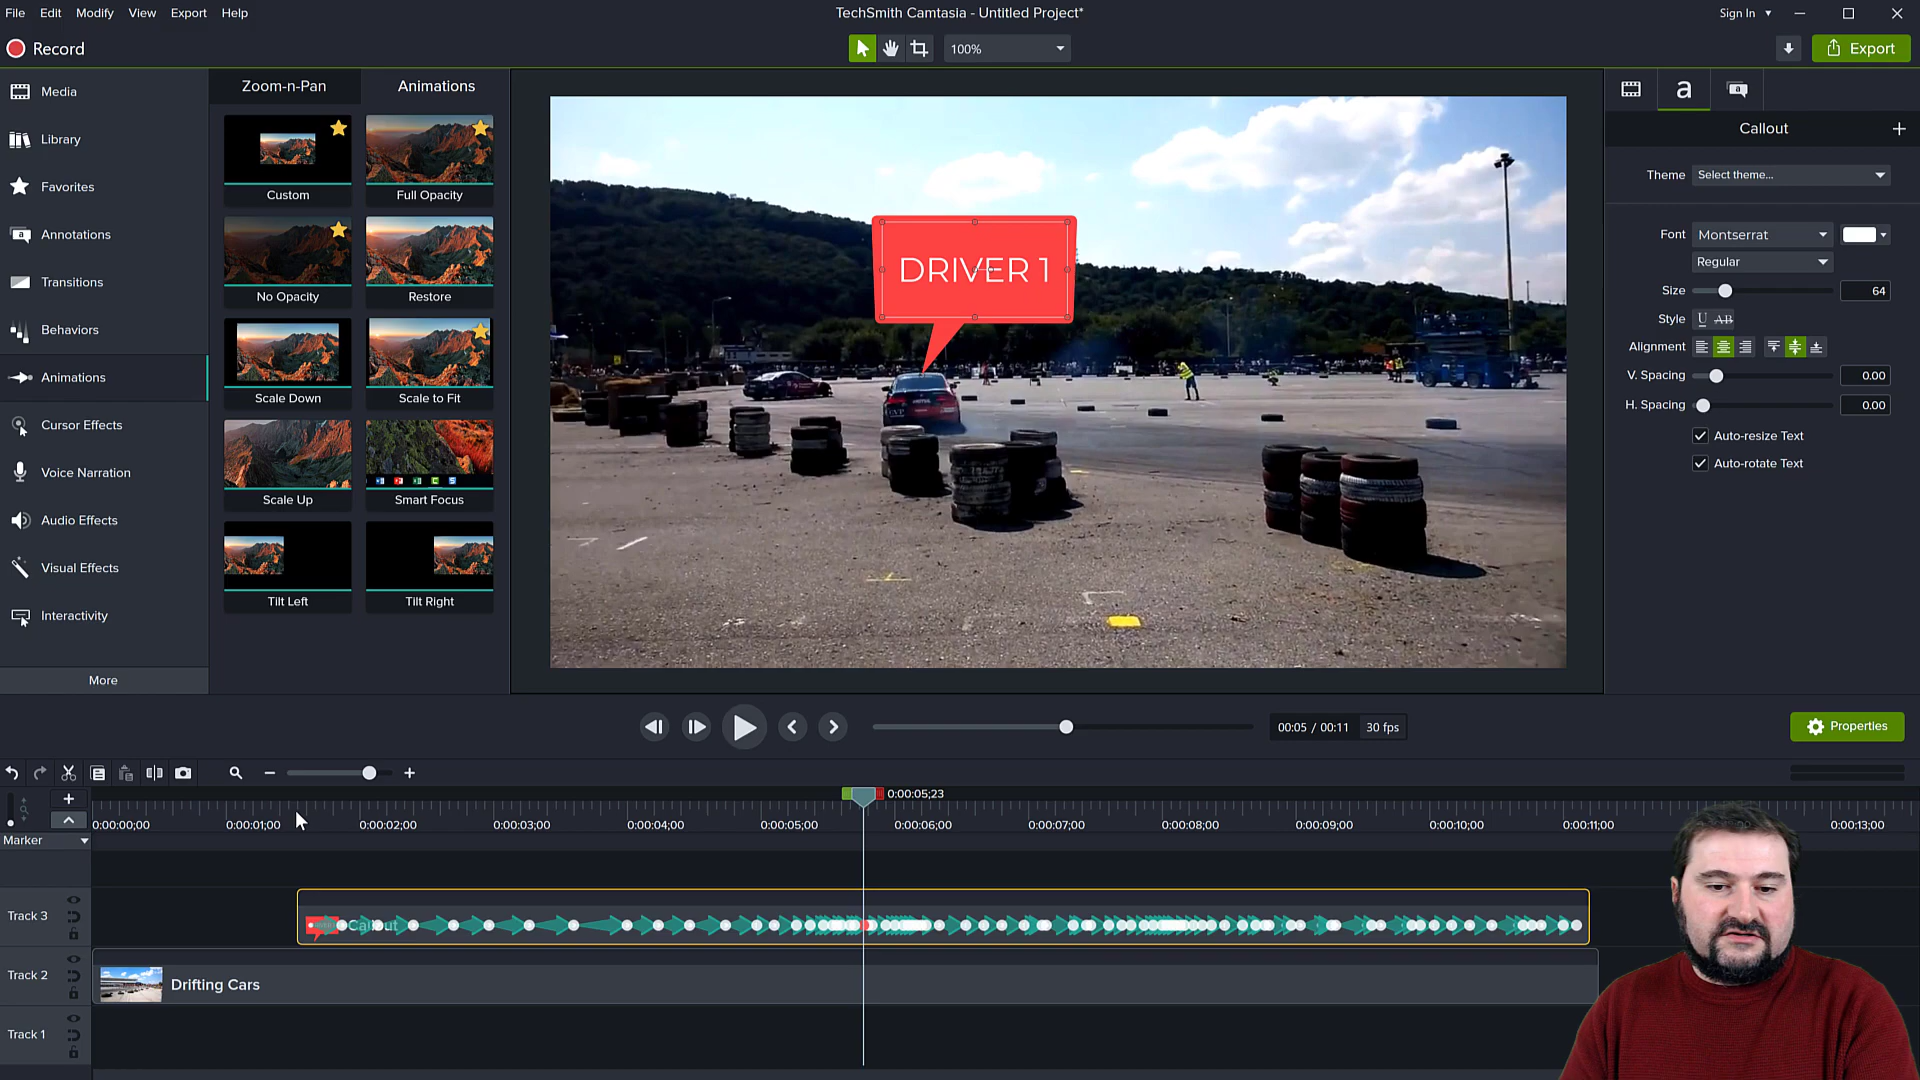 File Edit Modify View Export Help
TechSmith Camtasia - Untitled Project*
Sign In
Record
100%
Export
Media
Library
Favorites
Annotations
Transitions
Behaviors
Animations
Cursor Effects
Voice Narration
Audio Effects
Visual Effects
Interactivity
More
Zoom-n-Pan
Animations
Custom
Full Opacity
No Opacity
Restore
Scale Down
Scale to Fit
Scale Up
Smart Focus
Tilt Left
Tilt Right
DRIVER 1
a
a
Callout
Theme Select theme...
Font Montserrat
Regular
Size 64
Style U AB
Alignment
V. Spacing 0.00
H. Spacing 0.00
Auto-resize Text
Auto-rotate Text
00:05 / 00:11 30 fps
Properties
0:00:05;23
0:00:00;00 0:00:01;00 0:00:02;00 0:00:03;00 0:00:04;00 0:00:05;00 0:00:06;00 0:00:07;00 0:00:08;00 0:00:09;00 0:00:10;00 0:00:11;00 0:00:13;00
Marker
Track 3
Callout
Track 2
Drifting Cars
Track 1